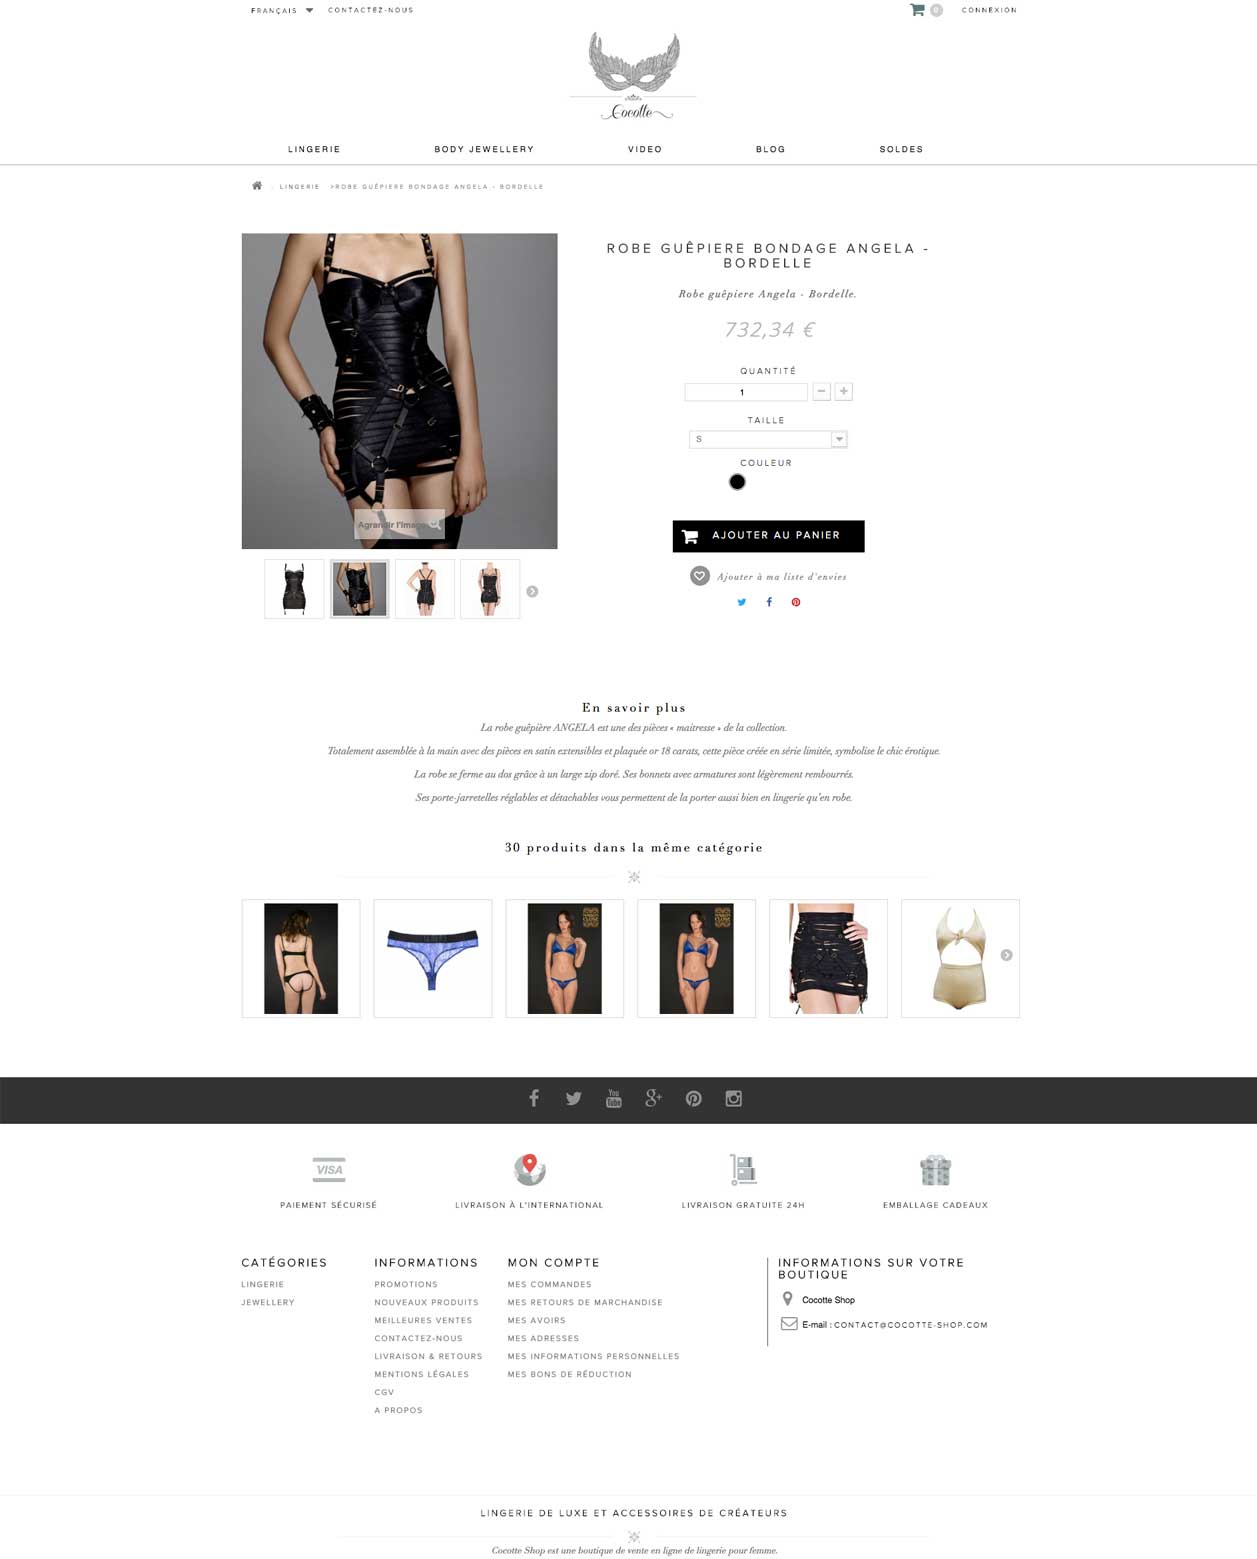 FRANÇAIS
CONTACTEZ-NOUS
0
CONNEXION
Cocotte
LINGERIE
BODY JEWELLERY
VIDEO
BLOG
SOLDES
LINGERIE >ROBE GUÊPIERE BONDAGE ANGELA - BORDELLE
ROBE GUÊPIERE BONDAGE ANGELA -
BORDELLE
Robe guêpiere Angela - Bordelle.
732,34 €
QUANTITÉ
1
TAILLE
S
COULEUR
Agrandir l'image
AJOUTER AU PANIER
Ajouter à ma liste d'envies
En savoir plus
La robe guêpière ANGELA est une des pièces « maitresse » de la collection.
Totalement assemblée à la main avec des pièces en satin extensibles et plaquée or 18 carats, cette pièce créée en série limitée, symbolise le chic érotique.
La robe se ferme au dos grâce à un large zip doré. Ses bonnets avec armatures sont légèrement rembourrés.
Ses porte-jarretelles réglables et détachables vous permettent de la porter aussi bien en lingerie qu'en robe.
30 produits dans la même catégorie
You
Tube
g+
VISA
PAIEMENT SÉCURISÉ
LIVRAISON À L'INTERNATIONAL
LIVRAISON GRATUITE 24H
EMBALLAGE CADEAUX
CATÉGORIES
LINGERIE
JEWELLERY
INFORMATIONS
PROMOTIONS
NOUVEAUX PRODUITS
MEILLEURES VENTES
CONTACTEZ-NOUS
LIVRAISON & RETOURS
MENTIONS LÉGALES
CGV
A PROPOS
MON COMPTE
MES COMMANDES
MES RETOURS DE MARCHANDISE
MES AVOIRS
MES ADRESSES
MES INFORMATIONS PERSONNELLES
MES BONS DE RÉDUCTION
INFORMATIONS SUR VOTRE
BOUTIQUE
Cocotte Shop
E-mail : CONTACT@COCOTTE-SHOP.COM
LINGERIE DE LUXE ET ACCESSOIRES DE CRÉATEURS
Cocotte Shop est une boutique de vente en ligne de lingerie pour femme.